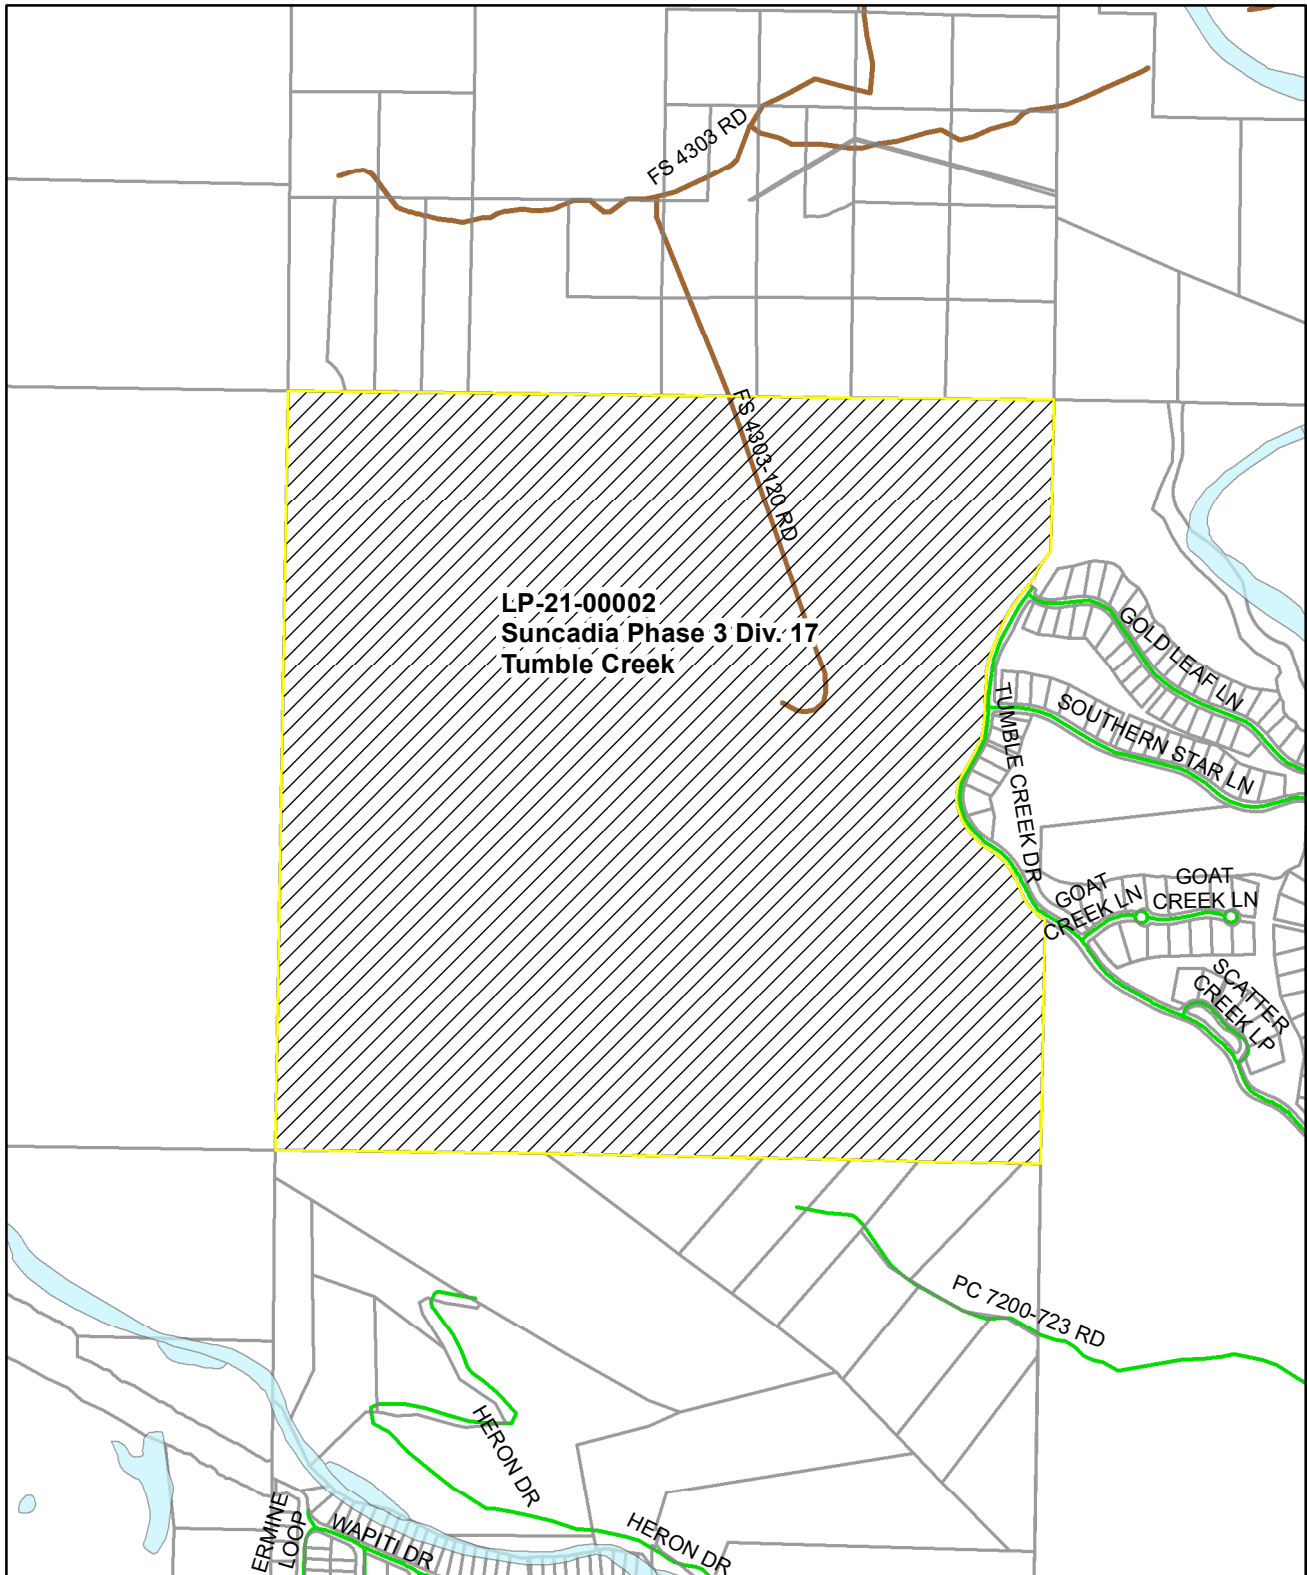 FS 4303 RD
FS 4303-120 RD
LP-21-00002
Suncadia Phase 3 Div. 17
Tumble Creek
GOLD LEAF LN
SOUTHERN STAR LN
TUMBLE CREEK DR
GOAT
CREEK LN
GOAT
CREEK LN
SCATTER
CREEK LP
PC 7200-723 RD
HERON DR
HERON DR
ERMINE
LOOP
WAPITI DR